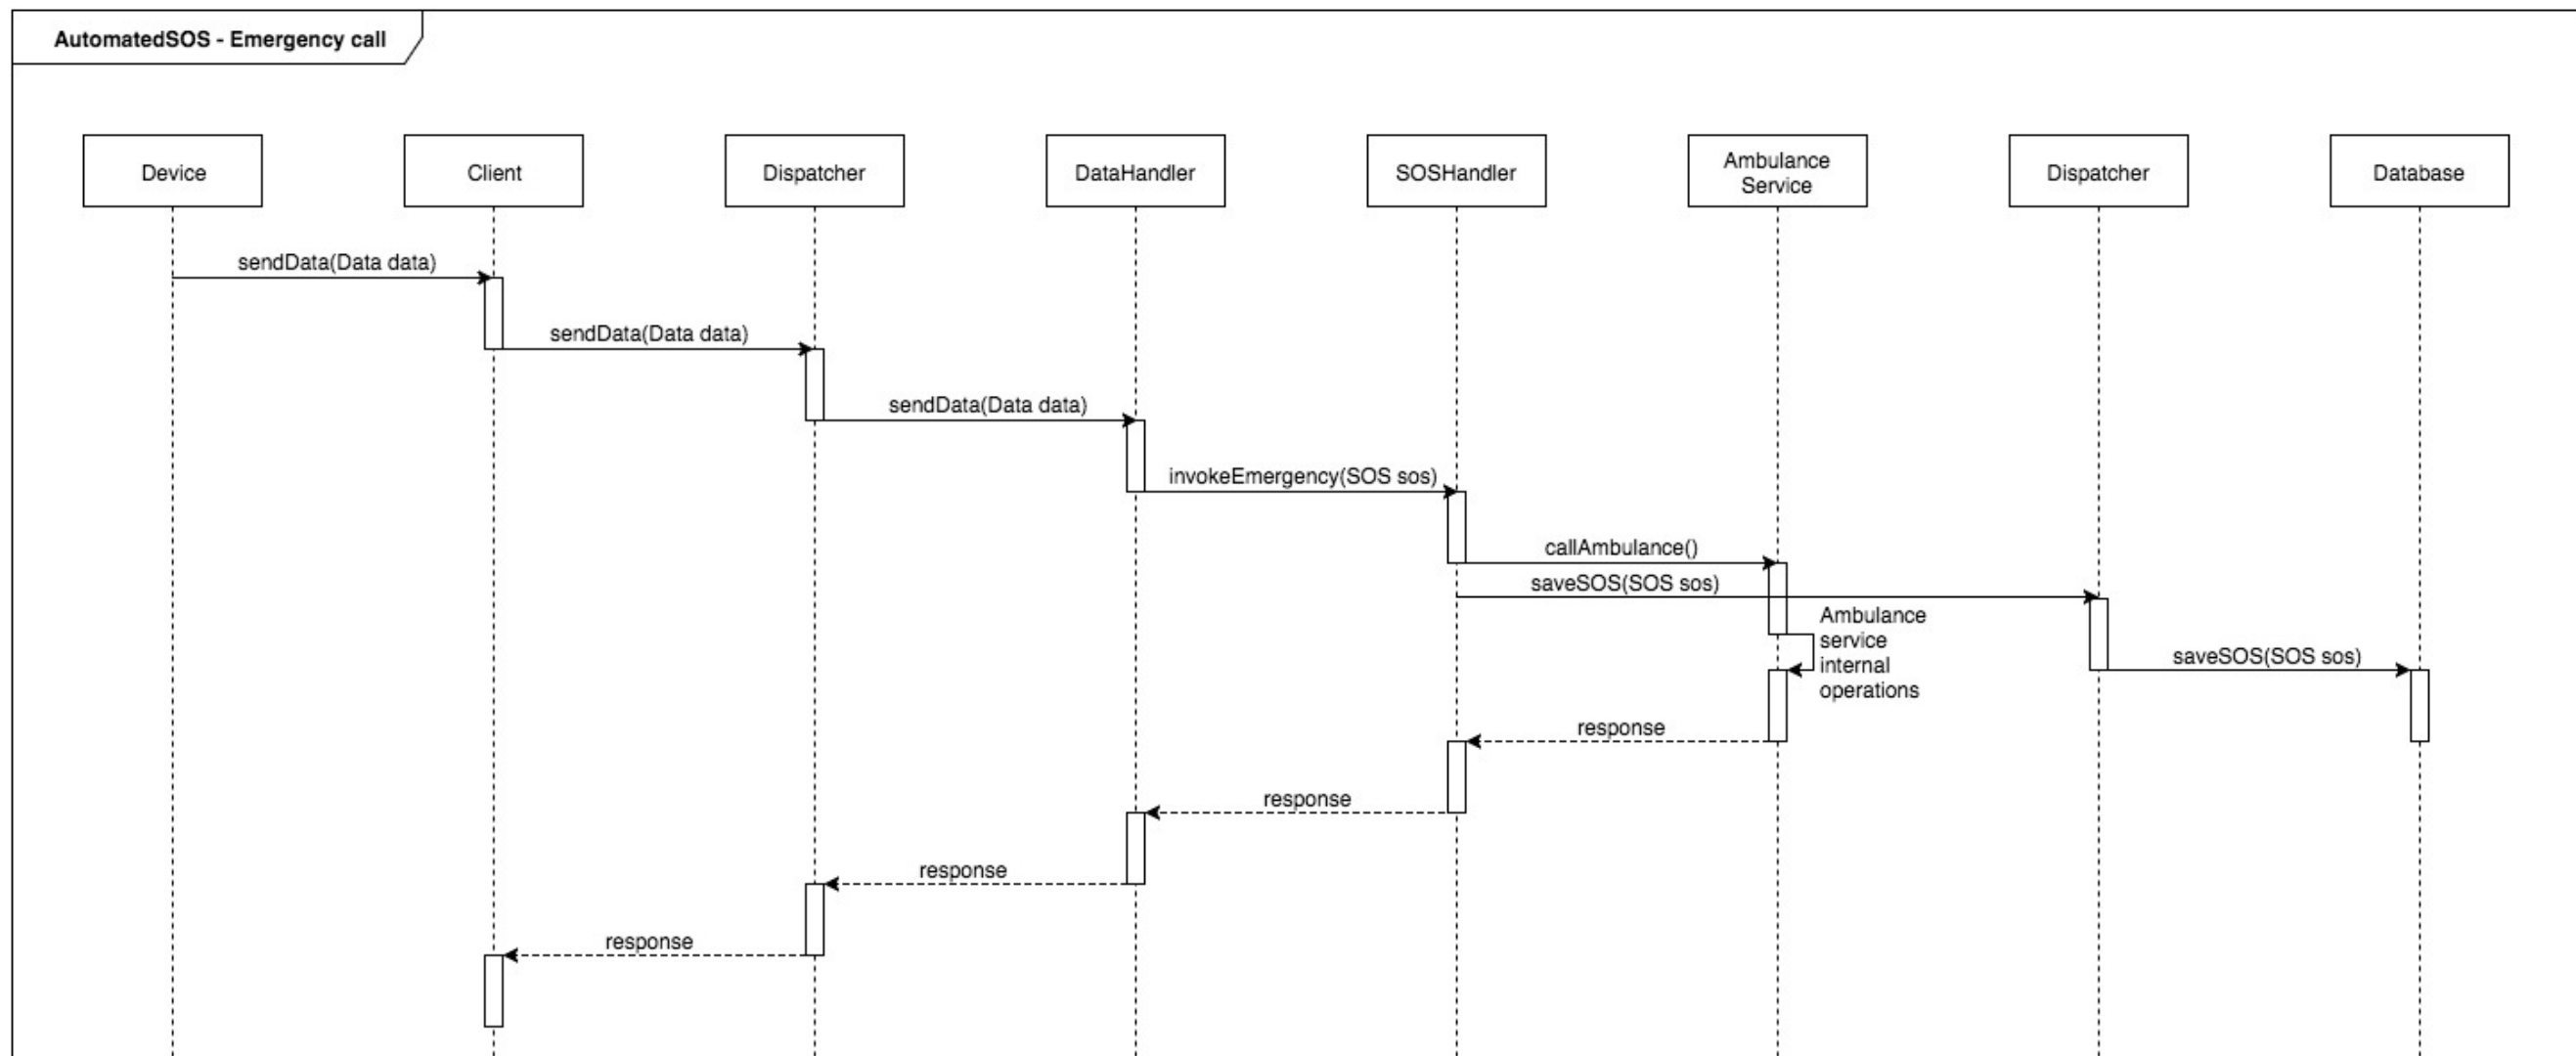 AutomatedSOS - Emergency call
Device
Client
Dispatcher
DataHandler
SOSHandler
Ambulance
Service
Dispatcher
Database
sendData(Data data)
sendData(Data data)
sendData(Data data)
invokeEmergency(SOS sos)
callAmbulance()
saveSOS(SOS sos)
Ambulance
service
internal
operations
saveSOS(SOS sos)
response
response
response
response